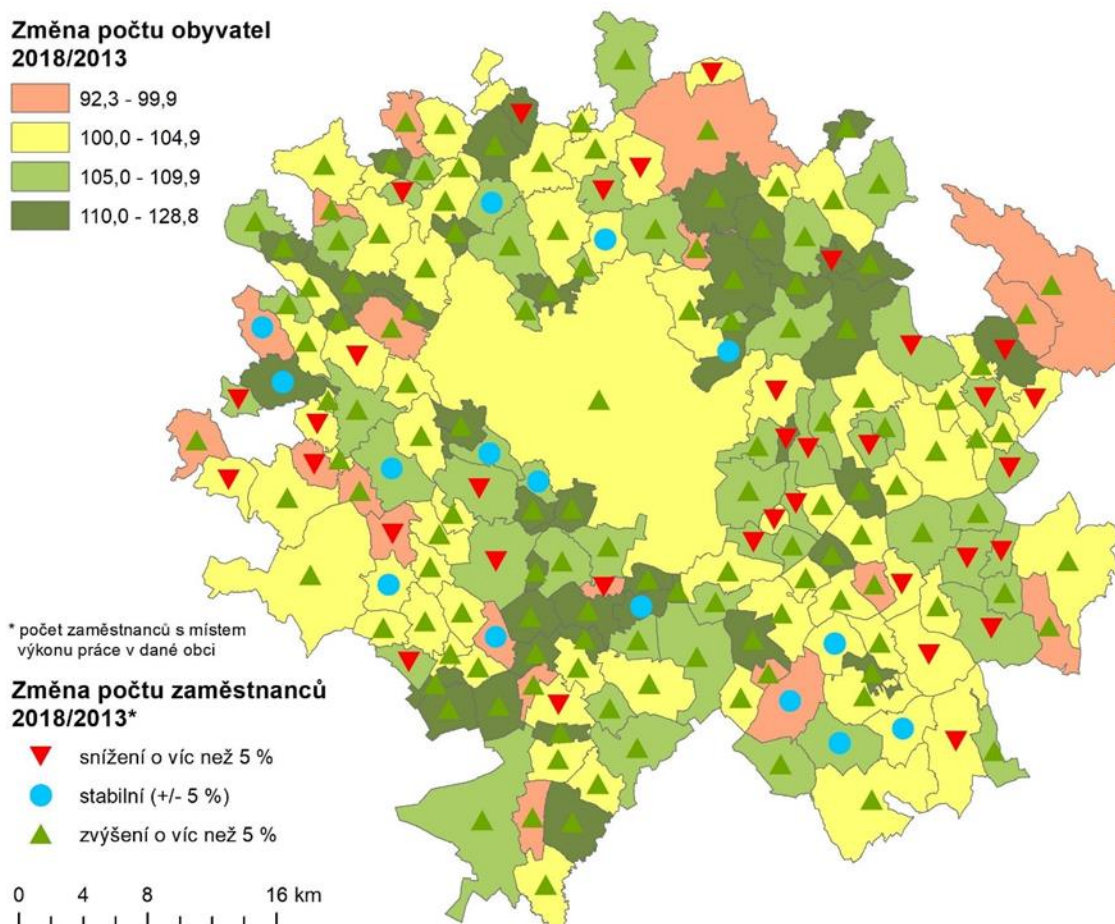 Změna počtu obyvatel
2018/2013
92,3 - 99,9
100,0 - 104,9
105,0 - 109,9
110,0 - 128,8
* počet zaměstnanců s místem
výkonu práce v dané obci
Změna počtu zaměstnanců
2018/2013*
snížení o víc než 5 %
stabilní (+/- 5 %)
zvýšení o víc než 5 %
0 4 8 16 km